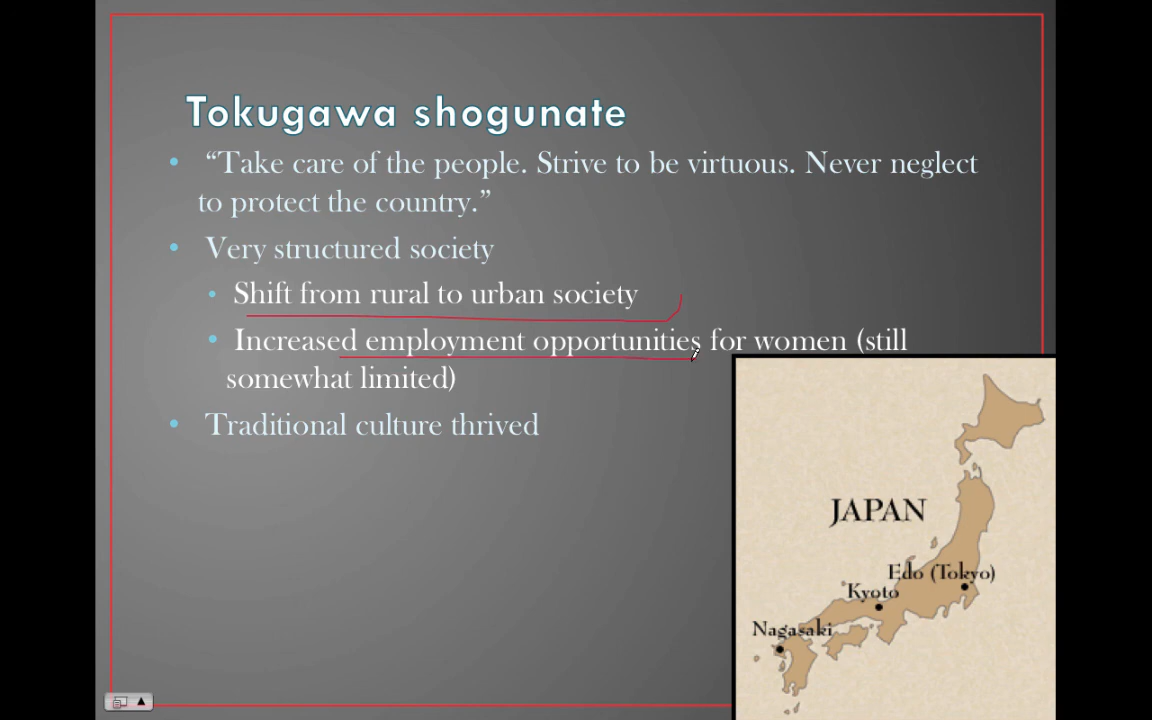 Tokugawa shogunate
• “Take care of the people. Strive to be virtuous. Never neglect
to protect the country.”
• Very structured society
• Shift from rural to urban society
• Increased employment opportunities for women (still
somewhat limited)
• Traditional culture thrived
JAPAN
Edo (Tokyo)
Kyoto
Nagasaki